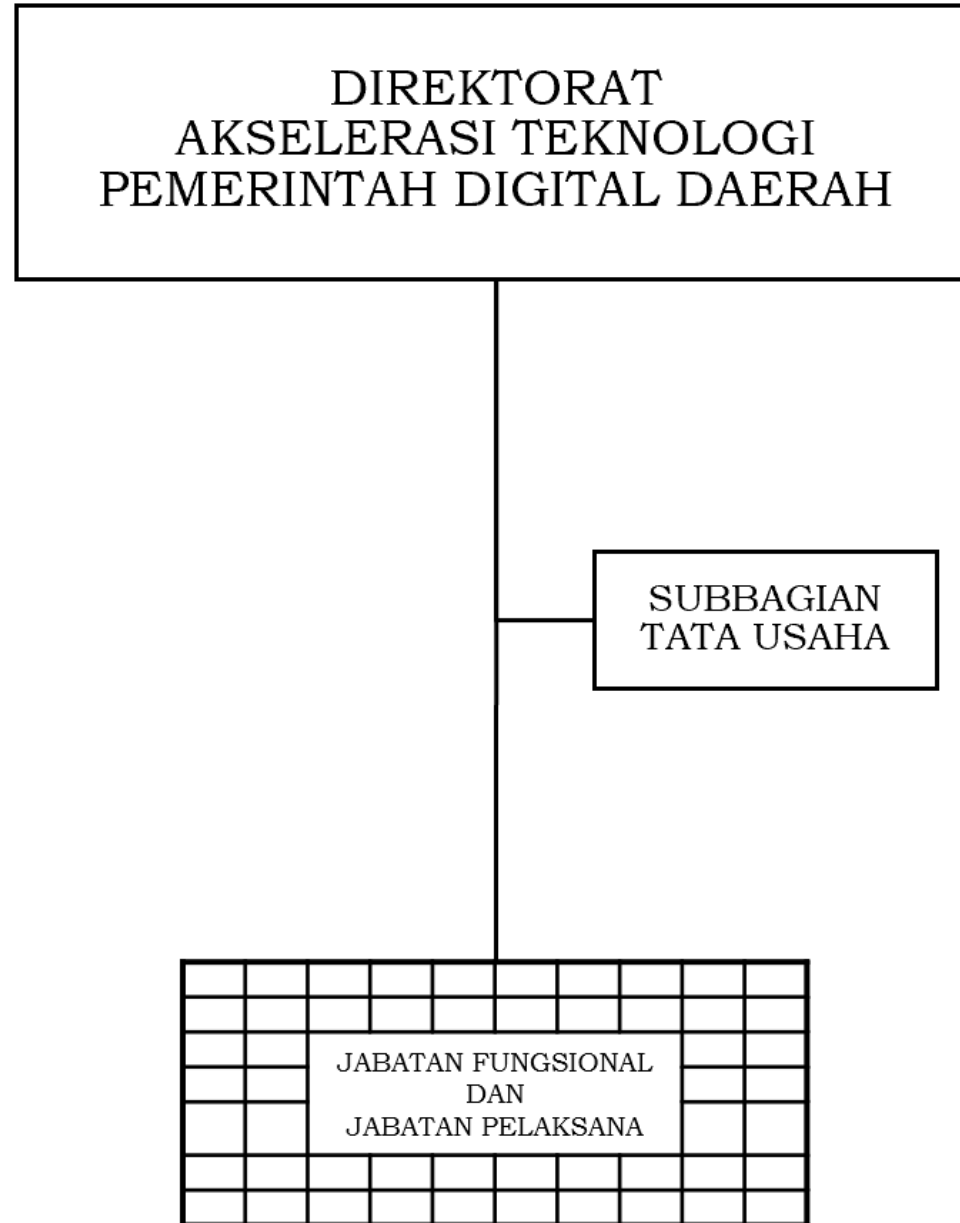 DIREKTORAT
AKSELERASI TEKNOLOGI
PEMERINTAH DIGITAL DAERAH
SUBBAGIAN
TATA USAHA
JABATAN FUNGSIONAL
DAN
JABATAN PELAKSANA